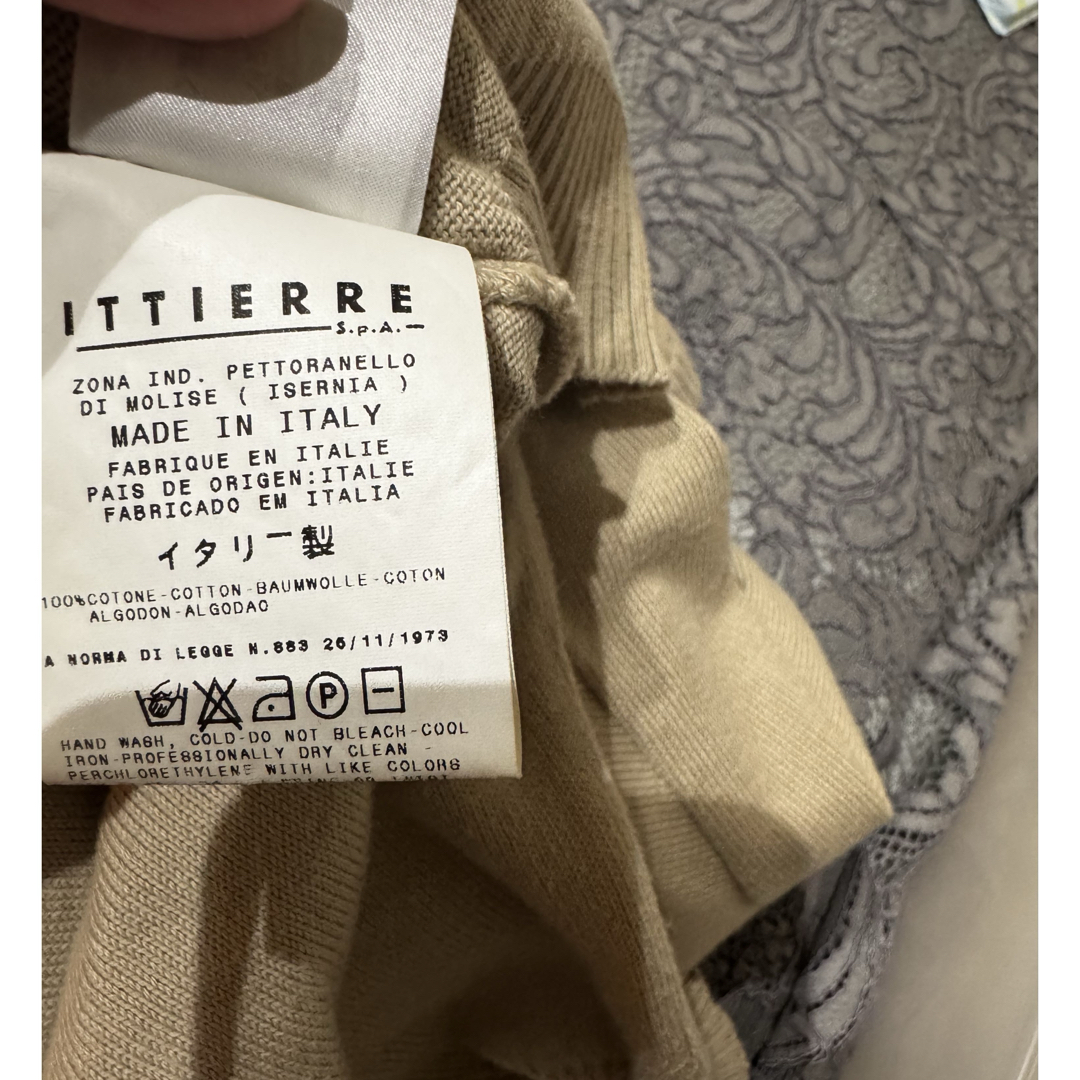 ITTIERRE
S.p.A.
ZONA IND. PETTORANELLO
DI MOLISE ( ISERNIA )
MADE IN ITALY
FABRIQUE EN ITALIE
PAIS DE ORIGEN:ITALIE
FABRICADO EM ITALIA
イタリー製
100%COTONE-COTTON-BAUMWOLLE-COTON
ALGODON-ALGODAO
A NORMA DI LEGGE N.883 26/11/1973
P
HAND WASH, COLD-DO NOT BLEACH-COOL
IRON-PROFESSIONALLY DRY CLEAN -
PERCHLORETHYLENE WITH LIKE COLORS